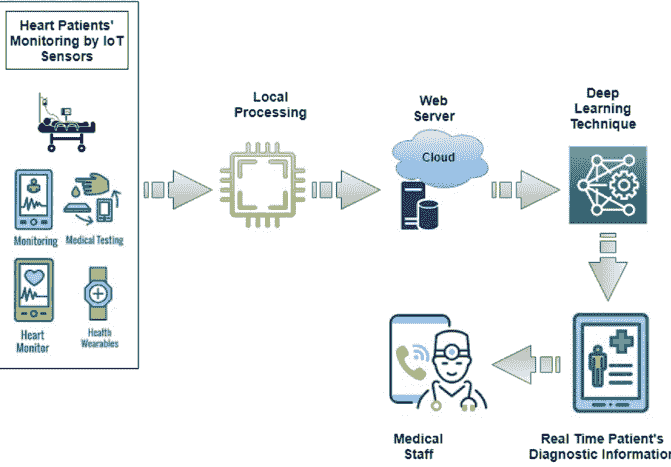 Heart Patients'
Monitoring by IoT
Sensors
Monitoring
Medical Testing
Heart
Monitor
Health
Wearables
Local
Processing
Web
Server
Cloud
Deep
Learning
Technique
Medical
Staff
Real Time Patient's
Diagnostic Information